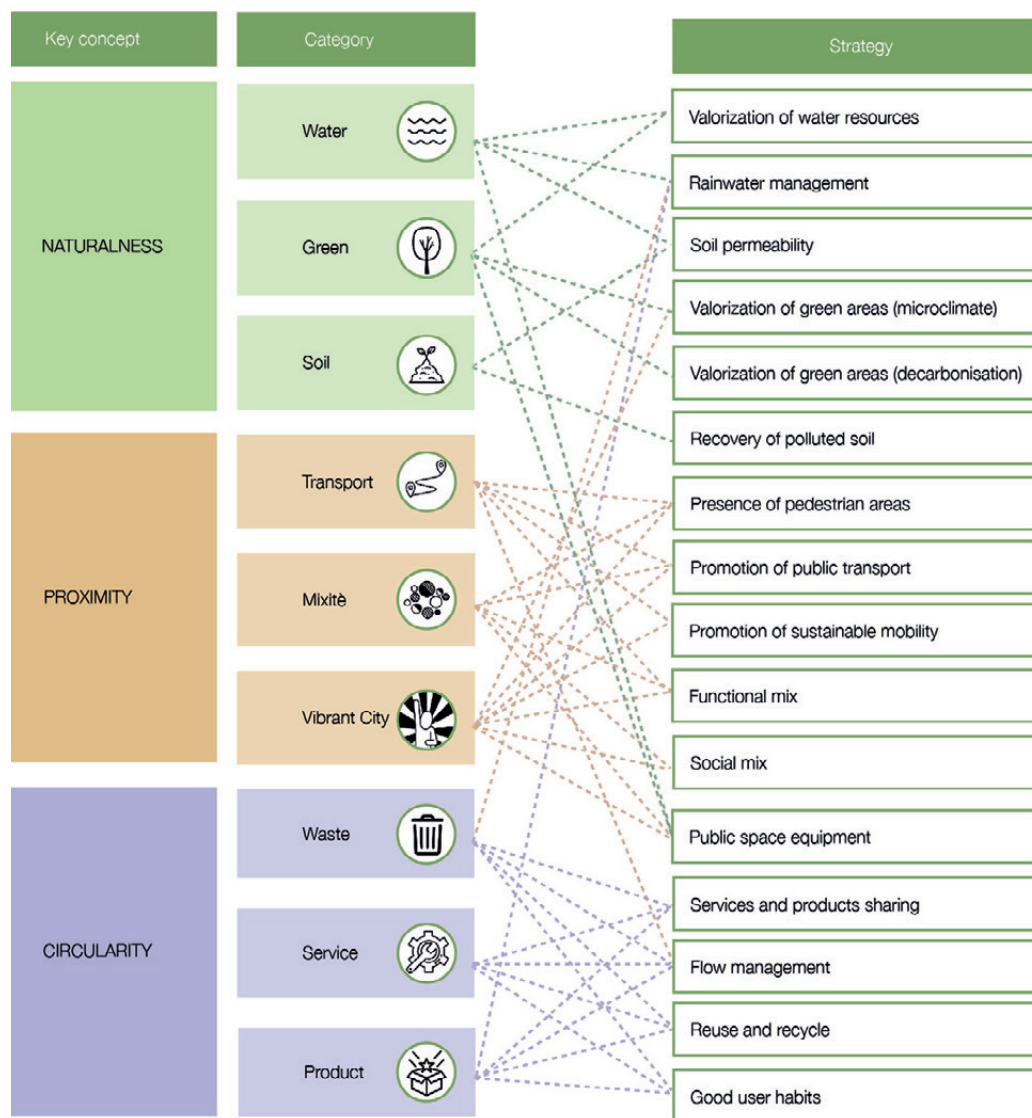 Key concept
Category
Strategy
NATURALNESS
Water
Green
Soil
PROXIMITY
Transport
Mixitè
Vibrant City
CIRCULARITY
Waste
Service
Product
Valorization of water resources
Rainwater management
Soil permeability
Valorization of green areas (microclimate)
Valorization of green areas (decarbonisation)
Recovery of polluted soil
Presence of pedestrian areas
Promotion of public transport
Promotion of sustainable mobility
Functional mix
Social mix
Public space equipment
Services and products sharing
Flow management
Reuse and recycle
Good user habits